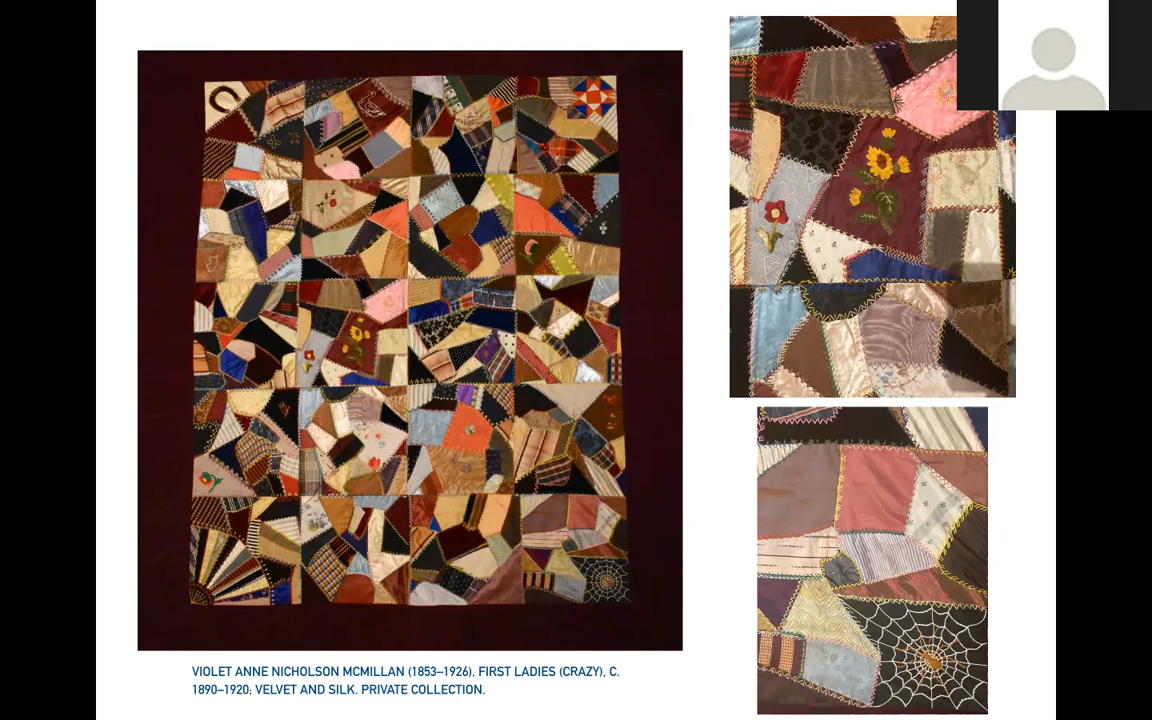 VIOLET ANNE NICHOLSON MCMILLAN (1853–1926), FIRST LADIES (CRAZY), C.
1890–1920; VELVET AND SILK. PRIVATE COLLECTION.